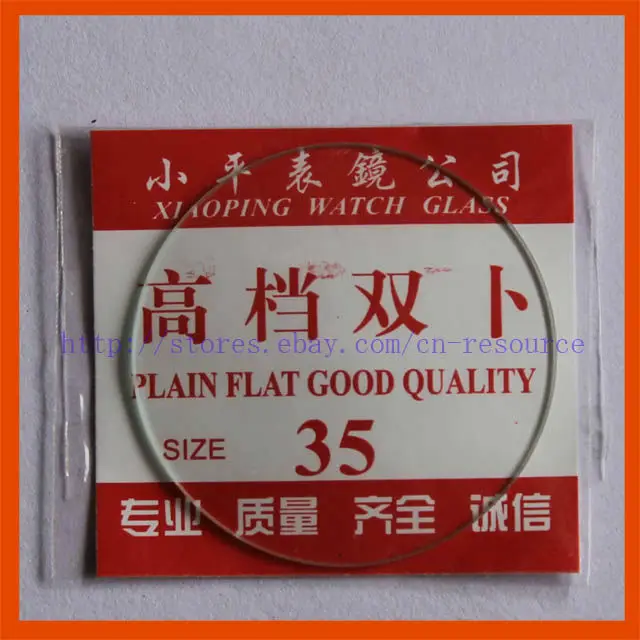 小平表鏡公司
XIAOPING WATCH GLASS
高档双卜
http://stores.ebay.com/cn-resource
PLAIN FLAT GOOD QUALITY
SIZE 35
专业 质量 齐全 诚信